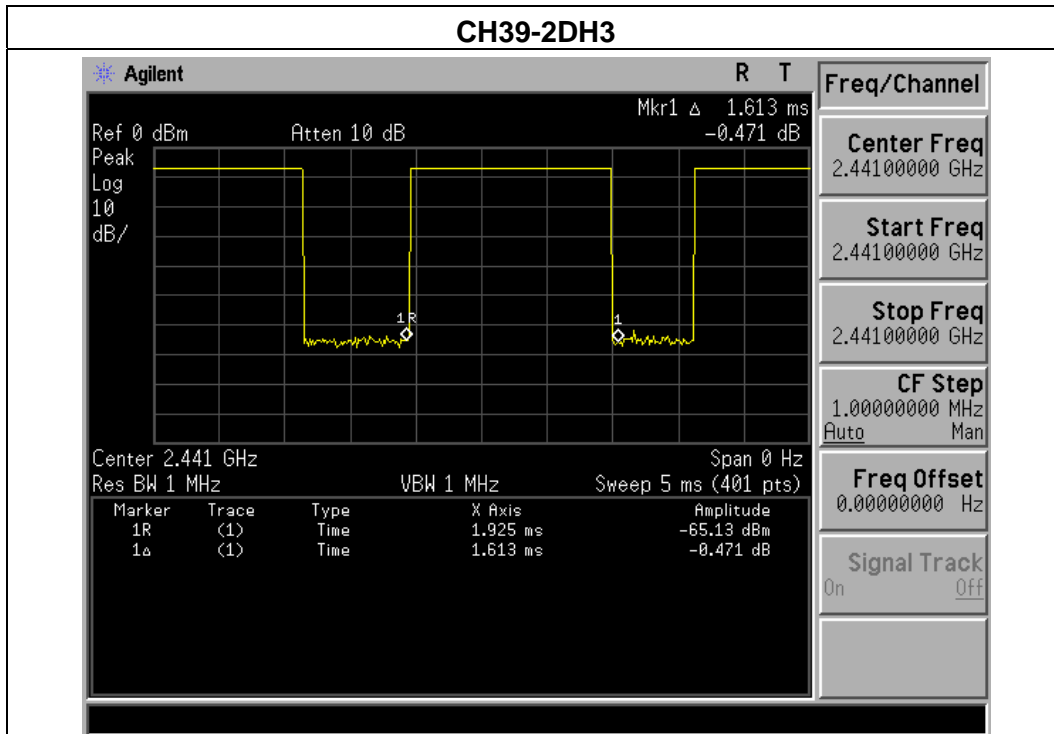 CH39-2DH3
Agilent R T
Mkr1 Δ 1.613 ms
Ref 0 dBm Atten 10 dB -0.471 dB
Peak
Log
10
dB/
1R
1
Center 2.441 GHz Span 0 Hz
Res BW 1 MHz VBW 1 MHz Sweep 5 ms (401 pts)
Marker Trace Type X Axis Amplitude
1R (1) Time 1.925 ms -65.13 dBm
1Δ (1) Time 1.613 ms -0.471 dB
Freq/Channel
Center Freq
2.44100000 GHz
Start Freq
2.44100000 GHz
Stop Freq
2.44100000 GHz
CF Step
1.00000000 MHz
Auto Man
Freq Offset
0.00000000 Hz
Signal Track
On Off